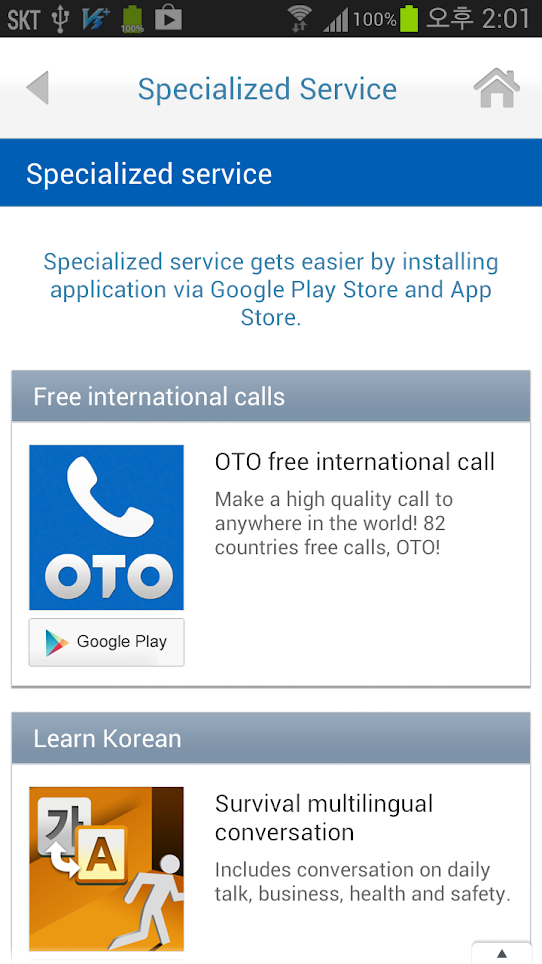 SKT 100% 100% 오후 2:01
Specialized Service
Specialized service
Specialized service gets easier by installing
application via Google Play Store and App
Store.
Free international calls
OTO free international call
Make a high quality call to
anywhere in the world! 82
countries free calls, OTO!
OTO
Google Play
Learn Korean
Survival multilingual
conversation
Includes conversation on daily
talk, business, health and safety.
가
A